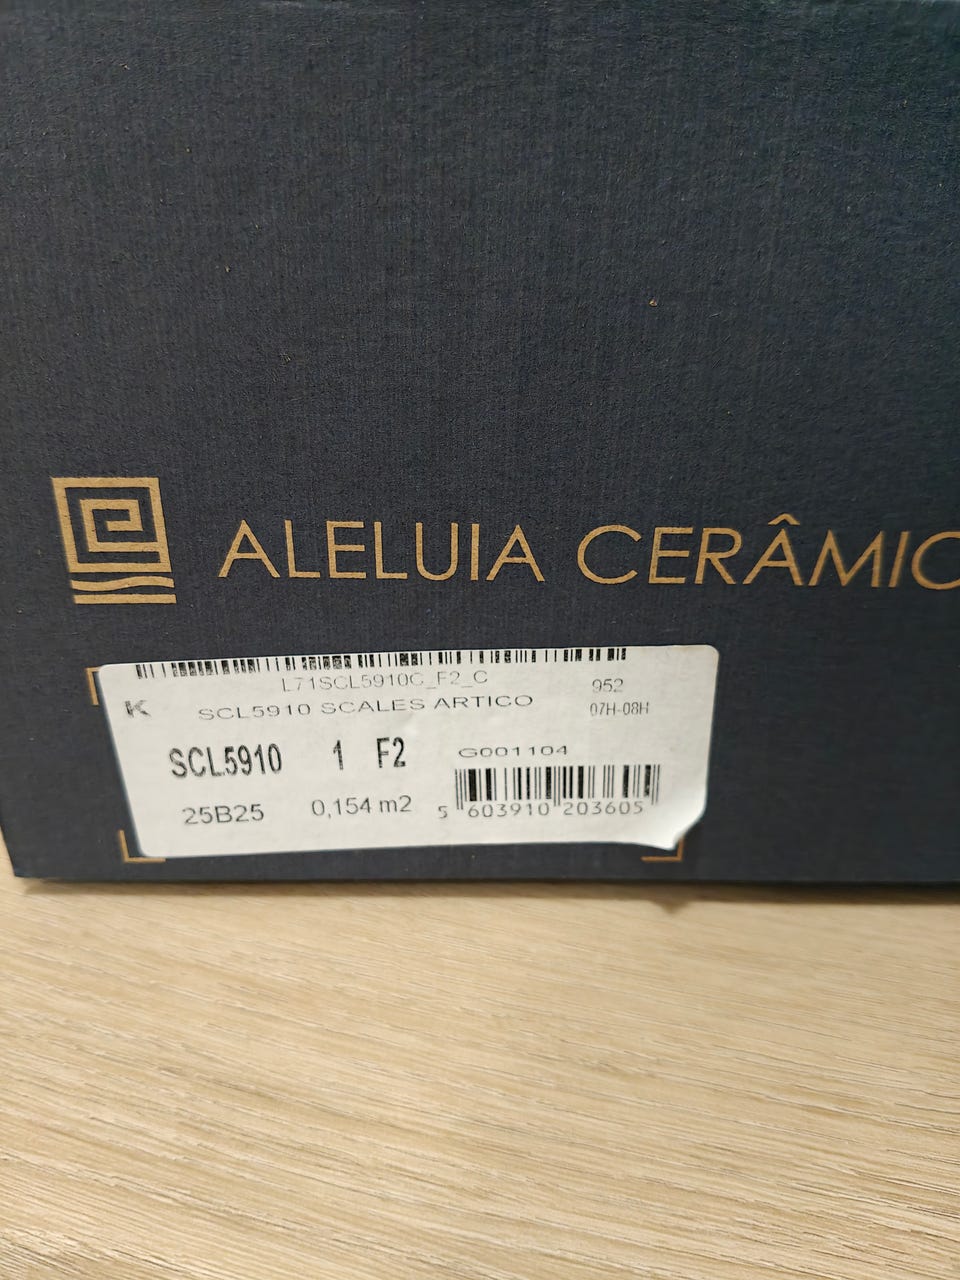 ALELUIA CERÂMIC
L71SCL5910C_F2_C
952
K
SCL5910 SCALES ARTICO
07H-08H
SCL5910 1 F2
G001104
25B25 0,154 m2
5 603910 203605